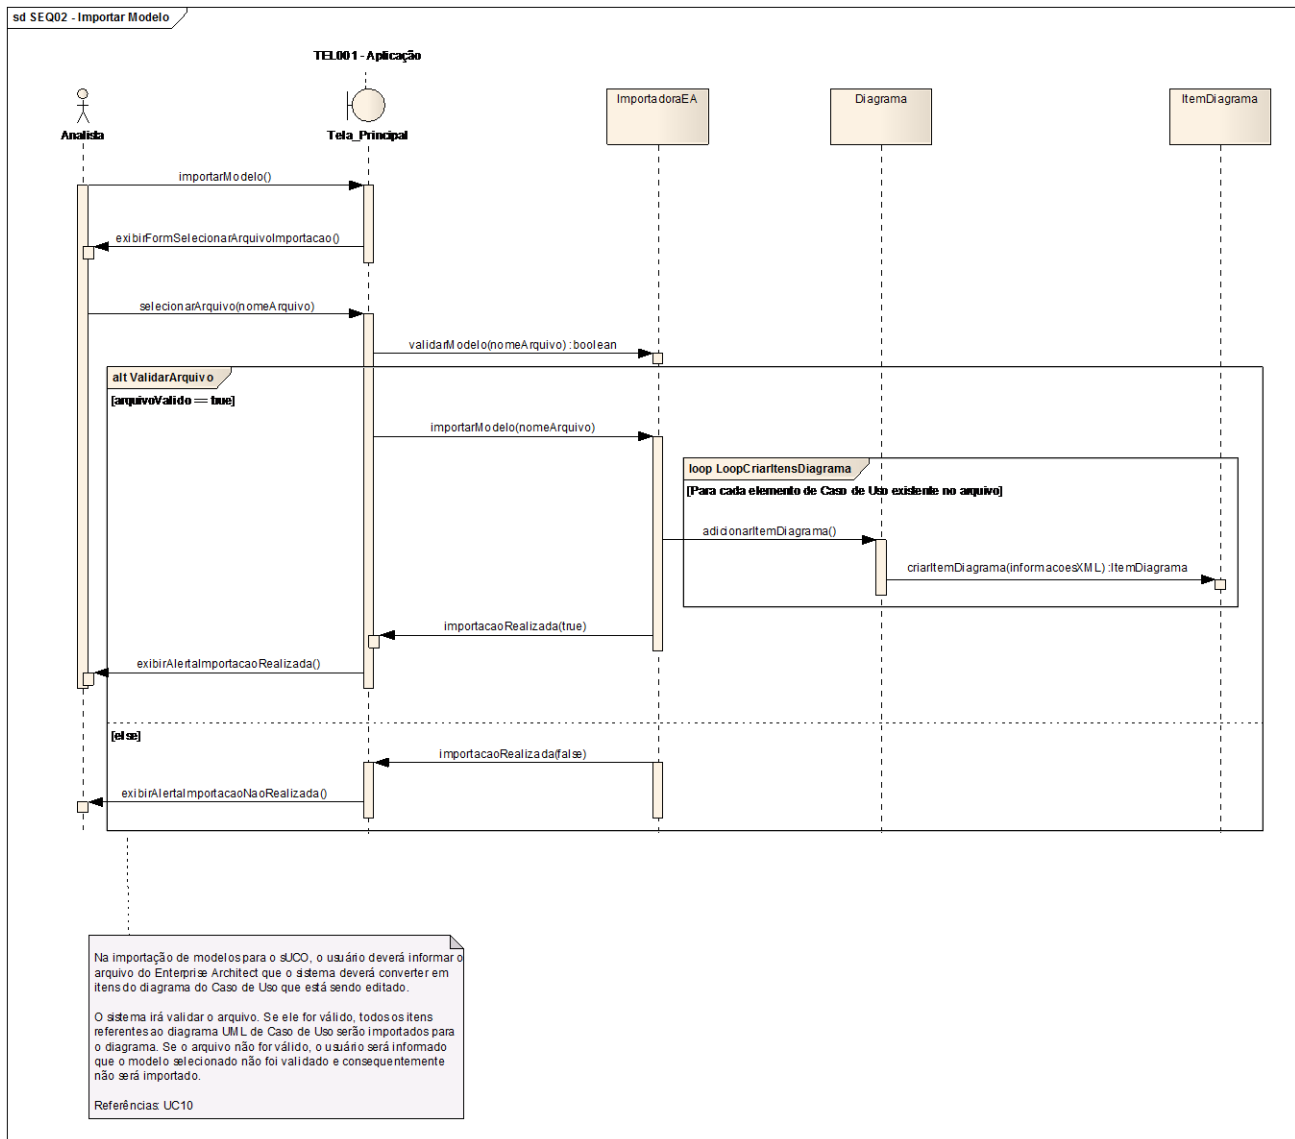 sd SEQ02 - Importar Modelo
TEL001 - Aplicação
Analista
Tela_Principal
ImportadoraEA
Diagrama
ItemDiagrama
importarModelo()
exibirFormSelecionarArquivoImportacao()
selecionarArquivo(nomeArquivo)
validarModelo(nomeArquivo) :boolean
alt ValidarArquivo
[arquivoValido == true]
importarModelo(nomeArquivo)
loop LoopCriarItensDiagrama
[Para cada elemento de Caso de Uso existente no arquivo]
adicionarItemDiagrama()
criarItemDiagrama(informacoesXML) :ItemDiagrama
importacaoRealizada(true)
exibirAlertaImportacaoRealizada()
[else]
importacaoRealizada(false)
exibirAlertaImportacaoNaoRealizada()
Na importação de modelos para o sUCO, o usuário deverá informar o
arquivo do Enterprise Architect que o sistema deverá converter em
itens do diagrama do Caso de Uso que está sendo editado.
O sistema irá validar o arquivo. Se ele for válido, todos os itens
referentes ao diagrama UML de Caso de Uso serão importados para
o diagrama. Se o arquivo não for válido, o usuário será informado
que o modelo selecionado não foi validado e consequentemente
não será importado.
Referências: UC10